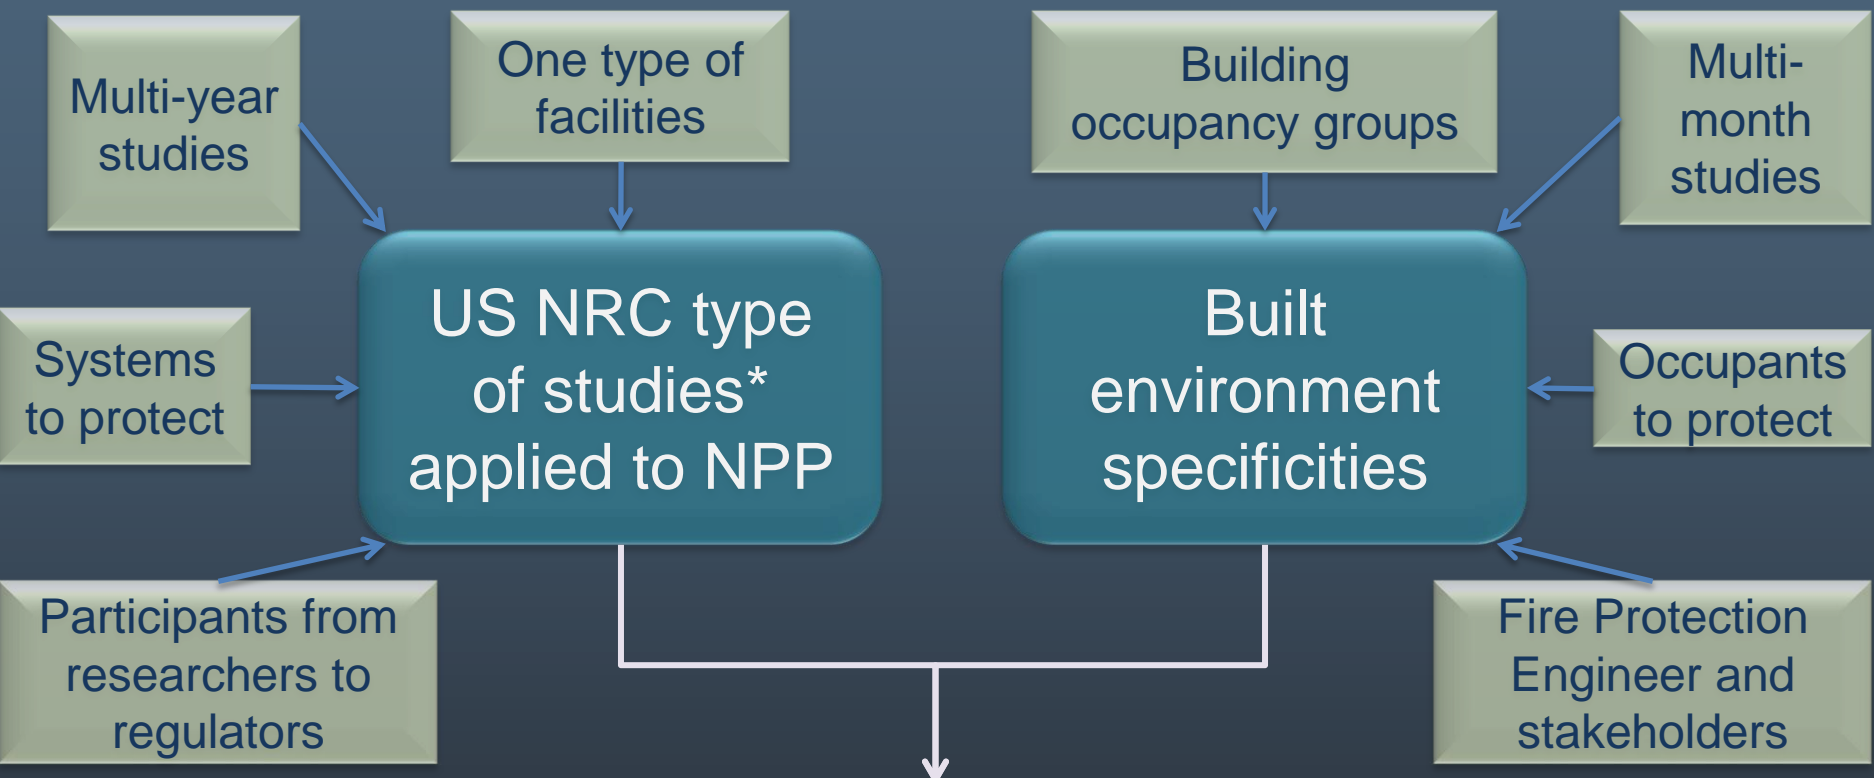 Multi-year
studies
One type of
facilities
Building
occupancy groups
Multi-
month
studies
US NRC type
of studies*
applied to NPP
Built
environment
specificities
Systems
to protect
Occupants
to protect
Participants from
researchers to
regulators
Fire Protection
Engineer and
stakeholders